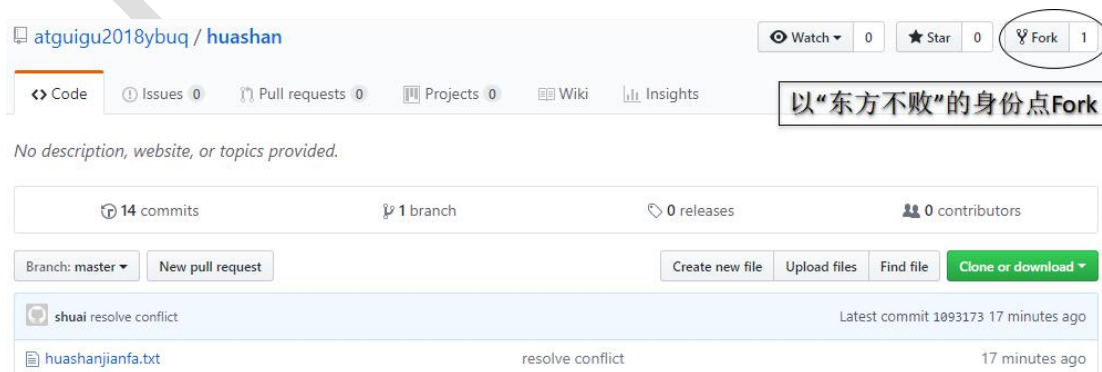 atguigu2018ybuq / huashan Watch 0 Star 0 Fork 1
Code Issues 0 Pull requests 0 Projects 0 Wiki Insights
以“东方不败”的身份点Fork
No description, website, or topics provided.
14 commits 1 branch 0 releases 0 contributors
Branch: master New pull request Create new file Upload files Find file Clone or download
shuai resolve conflict Latest commit 1093173 17 minutes ago
huashanjianfa.txt resolve conflict 17 minutes ago